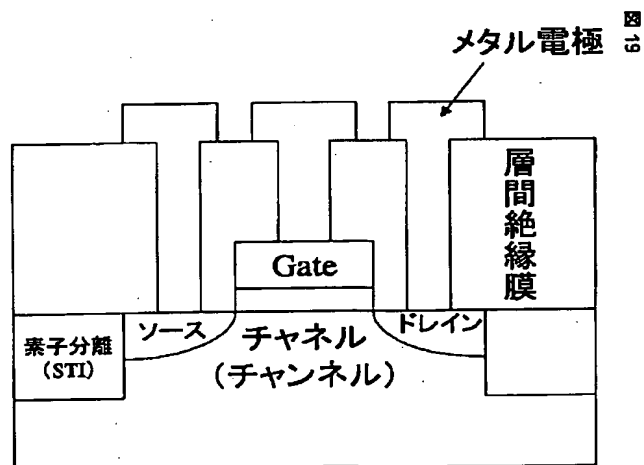 図19
メタル電極
層間絶縁膜
Gate
素子分離
(STI)
ソース
チャネル
(チャンネル)
ドレイン